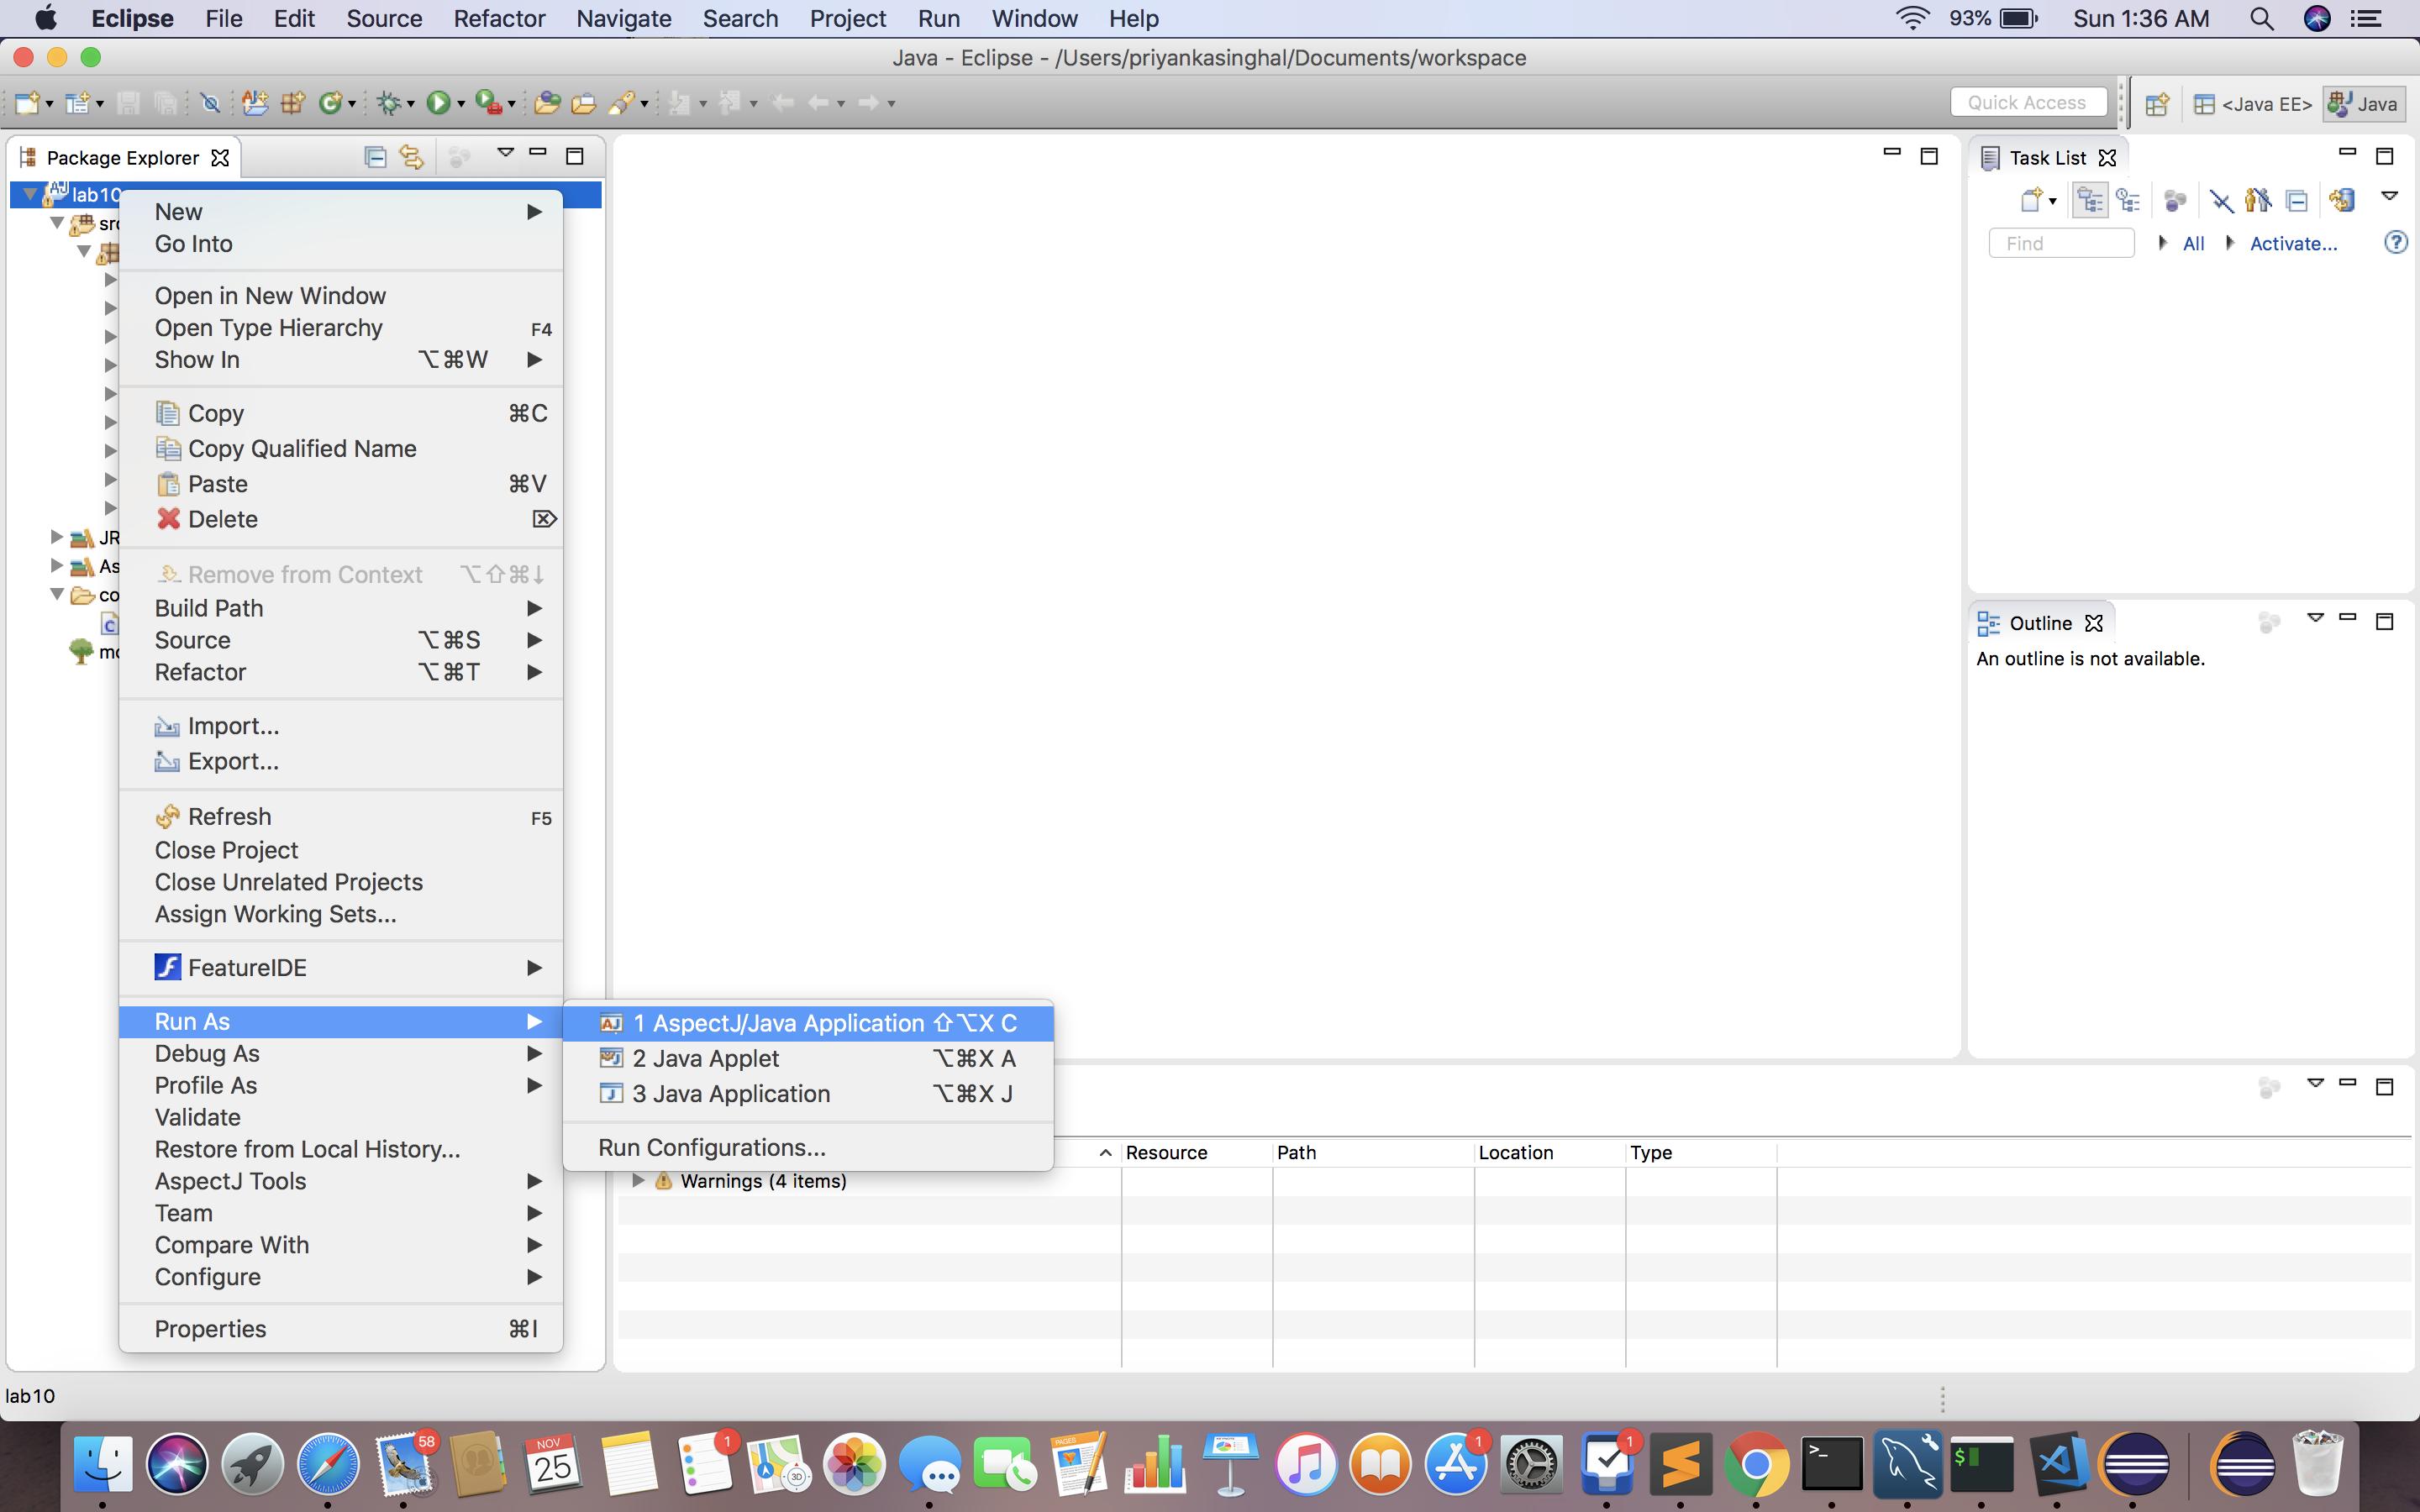 Eclipse File Edit Source Refactor Navigate Search Project Run Window Help 93% Sun 1:36 AM
Java - Eclipse - /Users/priyankasinghal/Documents/workspace
Quick Access <Java EE> Java
Package Explorer
lab10
src
JR
As
co
mo
New
Go Into
Open in New Window
Open Type Hierarchy F4
Show In ⌥⌘W
Copy ⌘C
Copy Qualified Name
Paste ⌘V
Delete ⌦
Remove from Context ⌥⇧⌘↓
Build Path
Source ⌥⌘S
Refactor ⌥⌘T
Import...
Export...
Refresh F5
Close Project
Close Unrelated Projects
Assign Working Sets...
FeatureIDE
Run As
Debug As
Profile As
Validate
Restore from Local History...
AspectJ Tools
Team
Compare With
Configure
Properties ⌘I
1 AspectJ/Java Application ⇧⌥X C
2 Java Applet ⌥⌘X A
3 Java Application ⌥⌘X J
Run Configurations...
Task List
Find All Activate...
Outline
An outline is not available.
Resource Path Location Type
Warnings (4 items)
lab10
58
NOV
25
1
3D
PAGES
1
1
>_
$